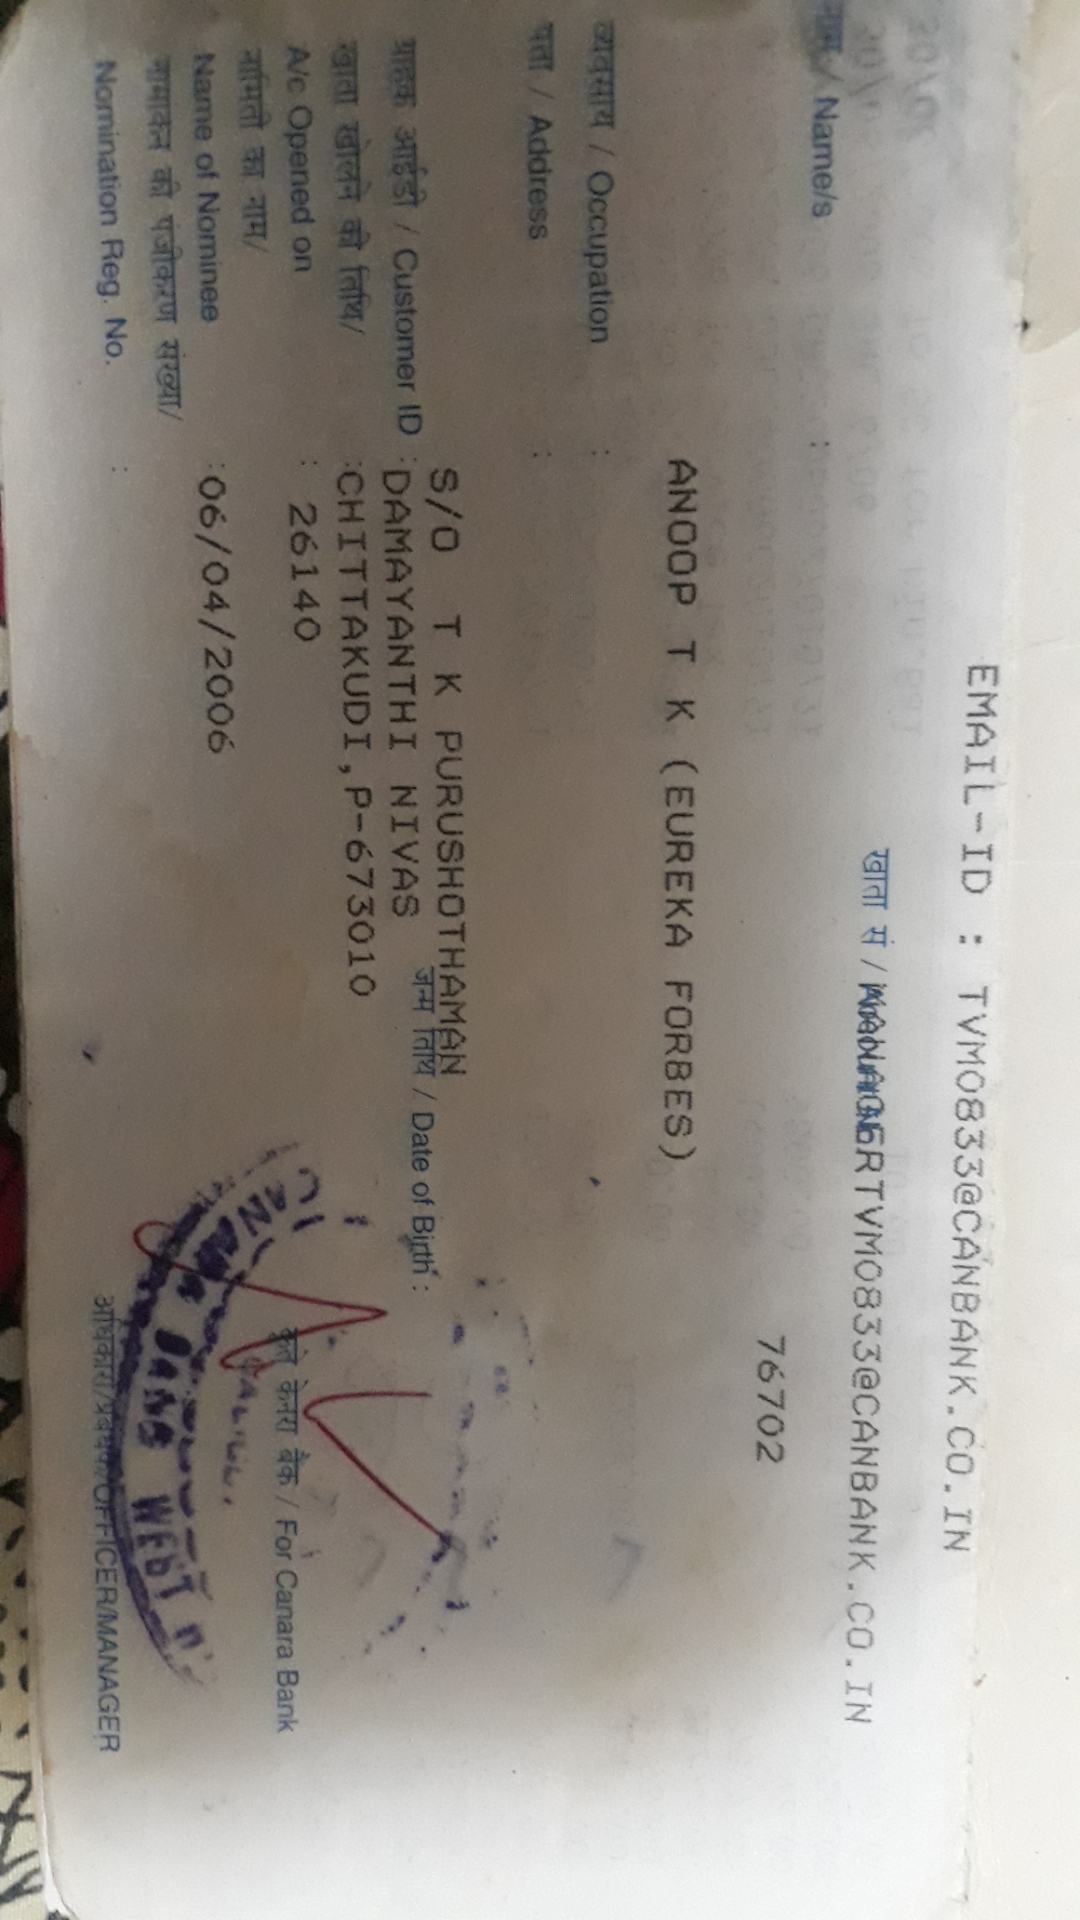 EMAIL-ID : TVM0833@CANBANK.CO.IN
खाता सं / MANAGERTVM0833@CANBANK.CO.IN
नाम / Name/s :
76702
ANOOP T K (EUREKA FORBES)
व्यवसाय / Occupation :
पता / Address :
S/O T K PURUSHOTHAMAN
ग्राहक आईडी / Customer ID : DAMAYANTHI NIVAS जन्म तिथि / Date of Birth :
खाता खोलने की तिथि/ :CHITTAKUDI,P-673010
A/c Opened on : 26140
नामिती का नाम/
Name of Nominee :06/04/2006
कृते केनरा बैंक / For Canara Bank
नामांकन की पंजीकरण संख्या/
Nomination Reg. No. :
WEST
अधिकारी/प्रबंधक/OFFICER/MANAGER